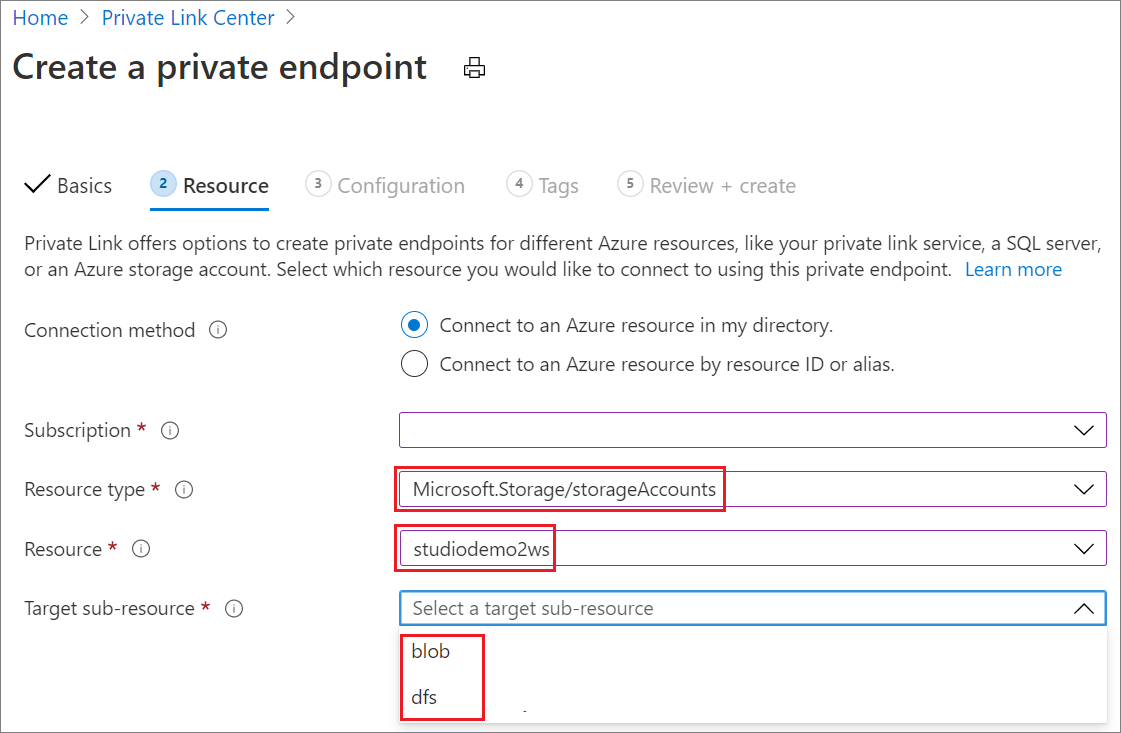 Home > Private Link Center >
Create a private endpoint
Basics 2 Resource 3 Configuration 4 Tags 5 Review + create
Private Link offers options to create private endpoints for different Azure resources, like your private link service, a SQL server,
or an Azure storage account. Select which resource you would like to connect to using this private endpoint. Learn more
Connection method Connect to an Azure resource in my directory.
Connect to an Azure resource by resource ID or alias.
Subscription *
Resource type * Microsoft.Storage/storageAccounts
Resource * studiodemo2ws
Target sub-resource * Select a target sub-resource
blob
dfs